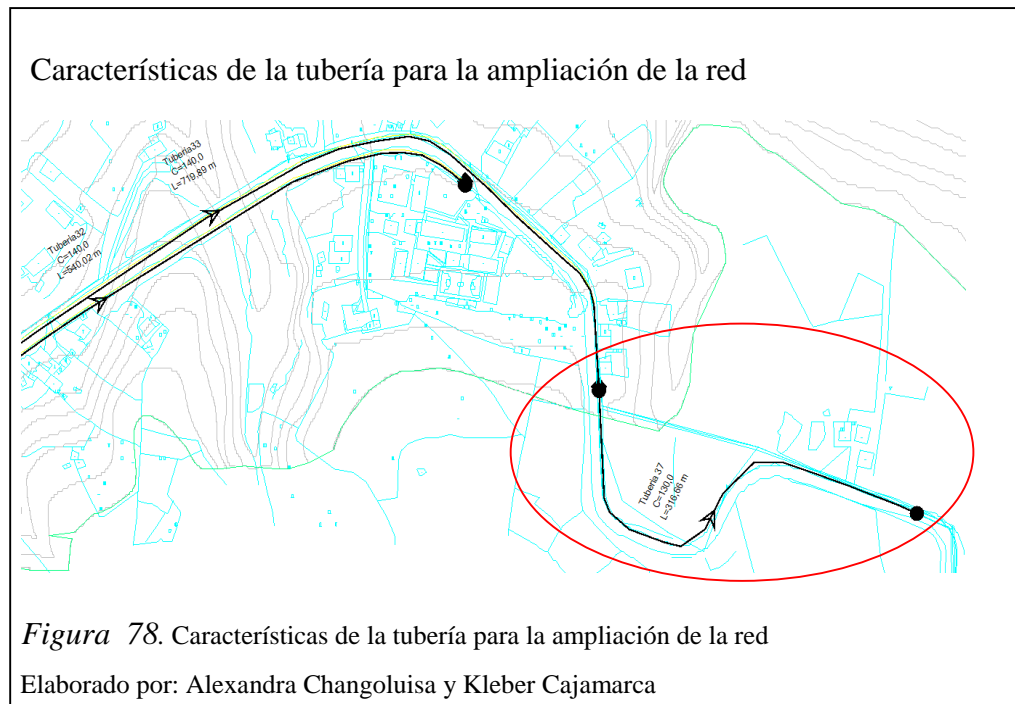 Características de la tubería para la ampliación de la red
Tubería33
C=140,0
L=719,89 m
Tubería32
C=140,0
L=540,02 m
Tubería 37
C=130,0
L=316,66 m
Figura 78. Características de la tubería para la ampliación de la red
Elaborado por: Alexandra Changoluisa y Kleber Cajamarca